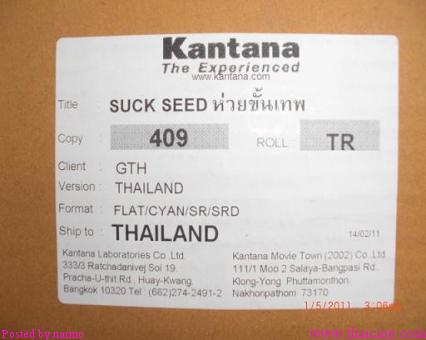 Kantana
The Experienced
www.kantana.com
Title SUCK SEED ห่วยขั้นเทพ
Copy : 409 ROLL : TR
Client : GTH
Version : THAILAND
Format : FLAT/CYAN/SR/SRD
Ship to : THAILAND 14/02/11
Kantana Laboratories Co.,Ltd.
333/3 Ratchadanivej Soi 19.
Pracha-U-thit Rd., Huay-Kwang.
Bangkok 10320 Tel : (662)274-2491-2
Kantana Movie Town (2002) Co.,Ltd.
111/1 Moo 2 Salaya-Bangpasi Rd.
Klong-Yong. Phuttamonthon.
Nakhonpathom 73170
1/5/2011 3:06
Posted by naimo